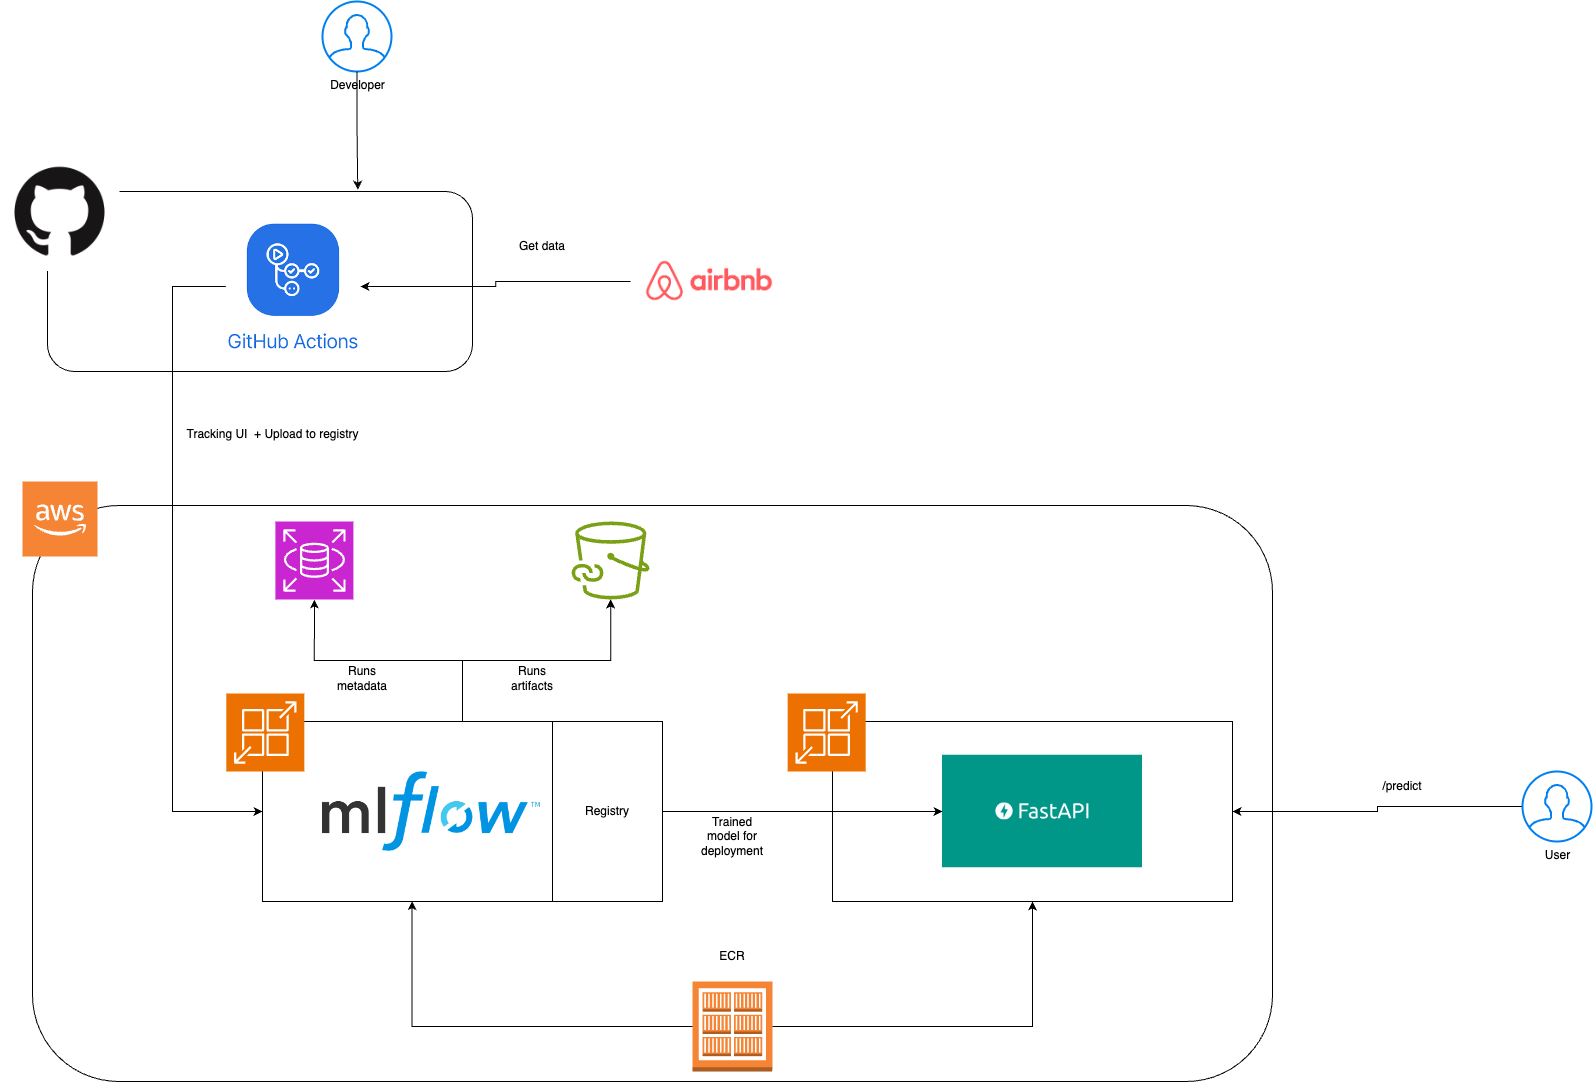 Developer
Get data
airbnb
GitHub Actions
Tracking UI + Upload to registry
aws
Runs
metadata
Runs
artifacts
mlflow™
Registry
Trained
model for
deployment
FastAPI
/predict
User
ECR